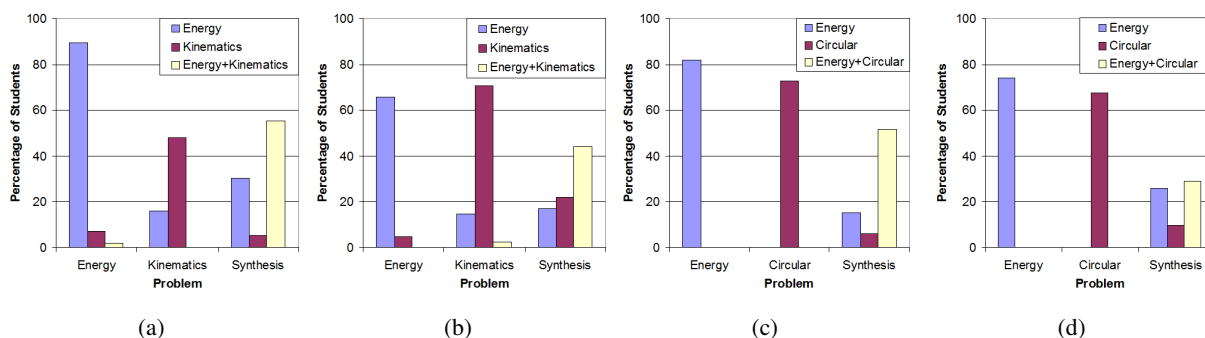 100
80
60
40
20
0
Percentage of Students
Energy
Kinematics
Energy+Kinematics
Energy Kinematics Synthesis
Problem
(a)
100
80
60
40
20
0
Percentage of Students
Energy
Kinematics
Energy+Kinematics
Energy Kinematics Synthesis
Problem
(b)
100
80
60
40
20
0
Percentage of Students
Energy
Circular
Energy+Circular
Energy Circular Synthesis
Problem
(c)
100
80
60
40
20
0
Percentage of Students
Energy
Circular
Energy+Circular
Energy Circular Synthesis
Problem
(d)